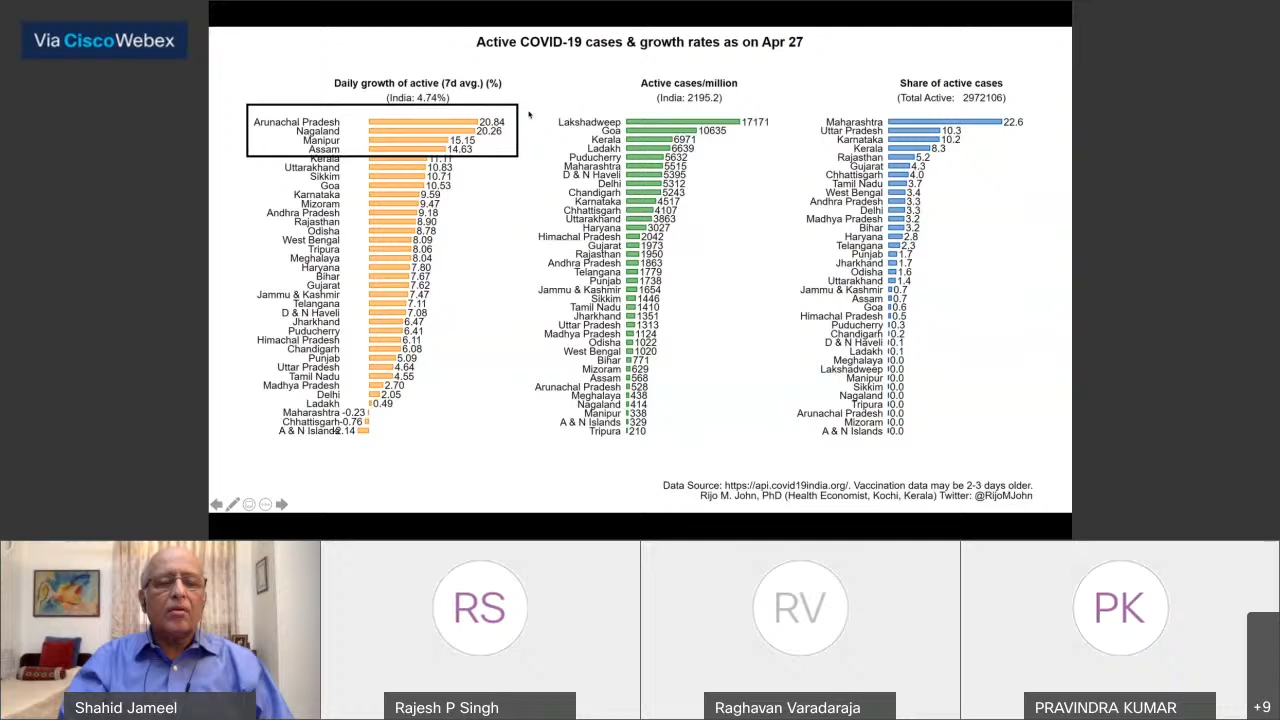 Via Cisco Webex
Active COVID-19 cases & growth rates as on Apr 27
Daily growth of active (7d avg.) (%)
(India: 4.74%)
Arunachal Pradesh 20.84
Nagaland 20.26
Manipur 15.15
Assam 14.63
Kerala 11.11
Uttarakhand 10.83
Sikkim 10.71
Goa 10.53
Karnataka 9.59
Mizoram 9.47
Andhra Pradesh 9.18
Rajasthan 8.90
Odisha 8.78
West Bengal 8.09
Tripura 8.06
Meghalaya 8.04
Haryana 7.80
Bihar 7.67
Gujarat 7.62
Jammu & Kashmir 7.47
Telangana 7.11
D & N Haveli 7.08
Jharkhand 6.47
Puducherry 6.41
Himachal Pradesh 6.11
Chandigarh 6.08
Punjab 5.09
Uttar Pradesh 4.64
Tamil Nadu 4.55
Madhya Pradesh 2.70
Delhi 2.05
Ladakh 0.49
Maharashtra -0.23
Chhattisgarh -0.76
A & N Islands -2.14
Active cases/million
(India: 2195.2)
Lakshadweep 17171
Goa 10635
Kerala 6971
Ladakh 6639
Puducherry 5632
Maharashtra 5515
D & N Haveli 5395
Delhi 5312
Chandigarh 5243
Karnataka 4517
Chhattisgarh 4107
Uttarakhand 3863
Haryana 3027
Himachal Pradesh 2042
Gujarat 1973
Rajasthan 1950
Andhra Pradesh 1863
Telangana 1779
Punjab 1738
Jammu & Kashmir 1654
Sikkim 1446
Tamil Nadu 1410
Jharkhand 1351
Uttar Pradesh 1313
Madhya Pradesh 1124
Odisha 1022
West Bengal 1020
Bihar 771
Mizoram 629
Assam 568
Arunachal Pradesh 528
Meghalaya 438
Nagaland 414
Manipur 338
A & N Islands 329
Tripura 210
Share of active cases
(Total Active: 2972106)
Maharashtra 22.6
Uttar Pradesh 10.3
Karnataka 10.2
Kerala 8.3
Rajasthan 5.2
Gujarat 4.3
Chhattisgarh 4.0
Tamil Nadu 3.7
West Bengal 3.4
Andhra Pradesh 3.3
Delhi 3.3
Madhya Pradesh 3.2
Bihar 3.2
Haryana 2.8
Telangana 2.3
Punjab 1.7
Jharkhand 1.7
Odisha 1.6
Uttarakhand 1.4
Jammu & Kashmir 0.7
Assam 0.7
Goa 0.6
Himachal Pradesh 0.5
Puducherry 0.3
Chandigarh 0.2
D & N Haveli 0.1
Ladakh 0.1
Meghalaya 0.0
Lakshadweep 0.0
Manipur 0.0
Sikkim 0.0
Nagaland 0.0
Tripura 0.0
Arunachal Pradesh 0.0
Mizoram 0.0
A & N Islands 0.0
Data Source: https://api.covid19india.org/. Vaccination data may be 2-3 days older.
Rijo M. John, PhD (Health Economist, Kochi, Kerala) Twitter: @RijoMJohn
RS
RV
PK
Shahid Jameel
Rajesh P Singh
Raghavan Varadaraja
PRAVINDRA KUMAR
+9